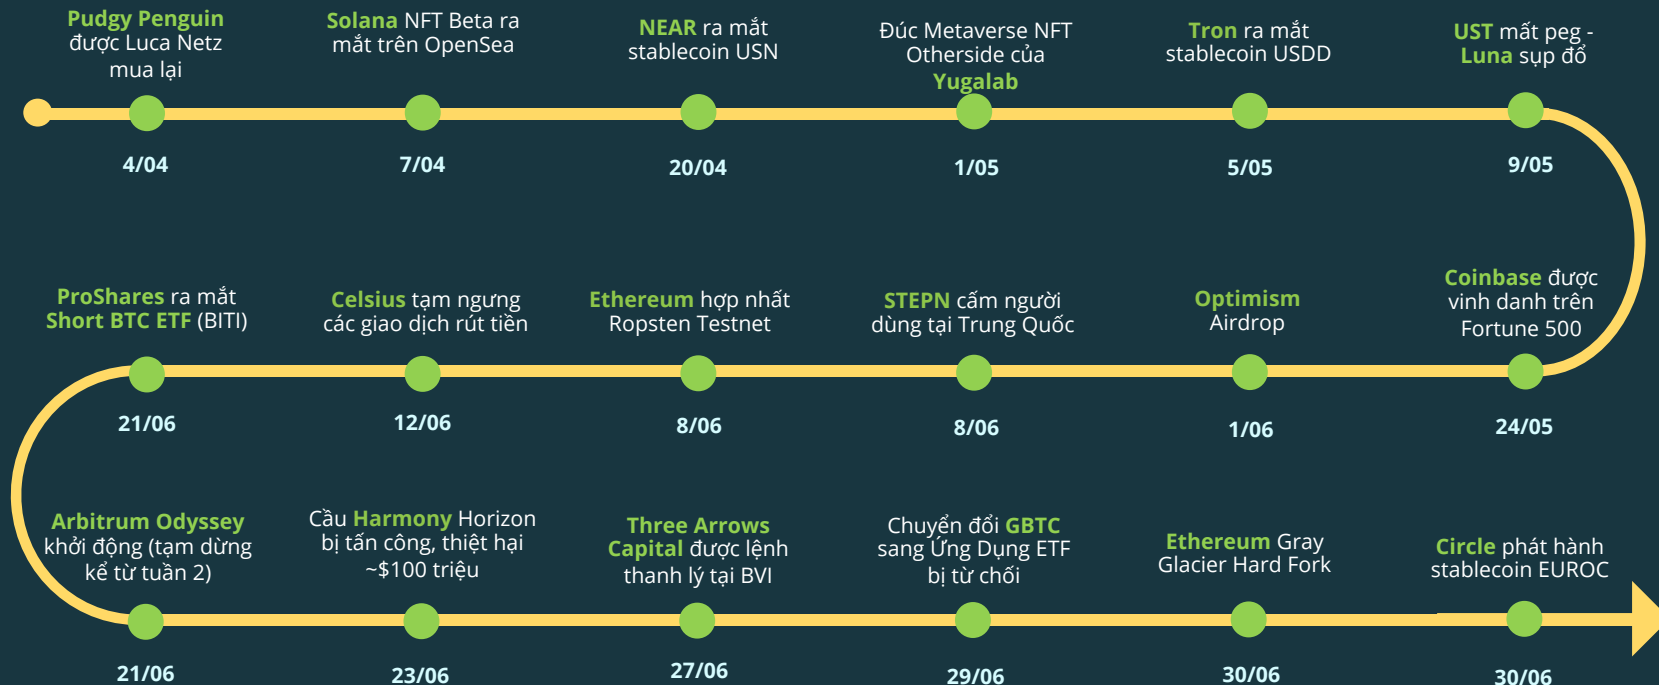 Pudgy Penguin
được Luca Netz
mua lại
4/04
Solana NFT Beta ra
mắt trên OpenSea
7/04
NEAR ra mắt
stablecoin USN
20/04
Đúc Metaverse NFT
Otherside của
Yugalab
1/05
Tron ra mắt
stablecoin USDD
5/05
UST mất peg -
Luna sụp đổ
9/05
Coinbase được
vinh danh trên
Fortune 500
24/05
Optimism
Airdrop
1/06
STEPN cấm người
dùng tại Trung Quốc
8/06
Ethereum hợp nhất
Ropsten Testnet
8/06
Celsius tạm ngưng
các giao dịch rút tiền
12/06
ProShares ra mắt
Short BTC ETF (BITI)
21/06
Arbitrum Odyssey
khởi động (tạm dừng
kể từ tuần 2)
21/06
Cầu Harmony Horizon
bị tấn công, thiệt hại
~$100 triệu
23/06
Three Arrows
Capital được lệnh
thanh lý tại BVI
27/06
Chuyển đổi GBTC
sang Ứng Dụng ETF
bị từ chối
29/06
Ethereum Gray
Glacier Hard Fork
30/06
Circle phát hành
stablecoin EUROC
30/06